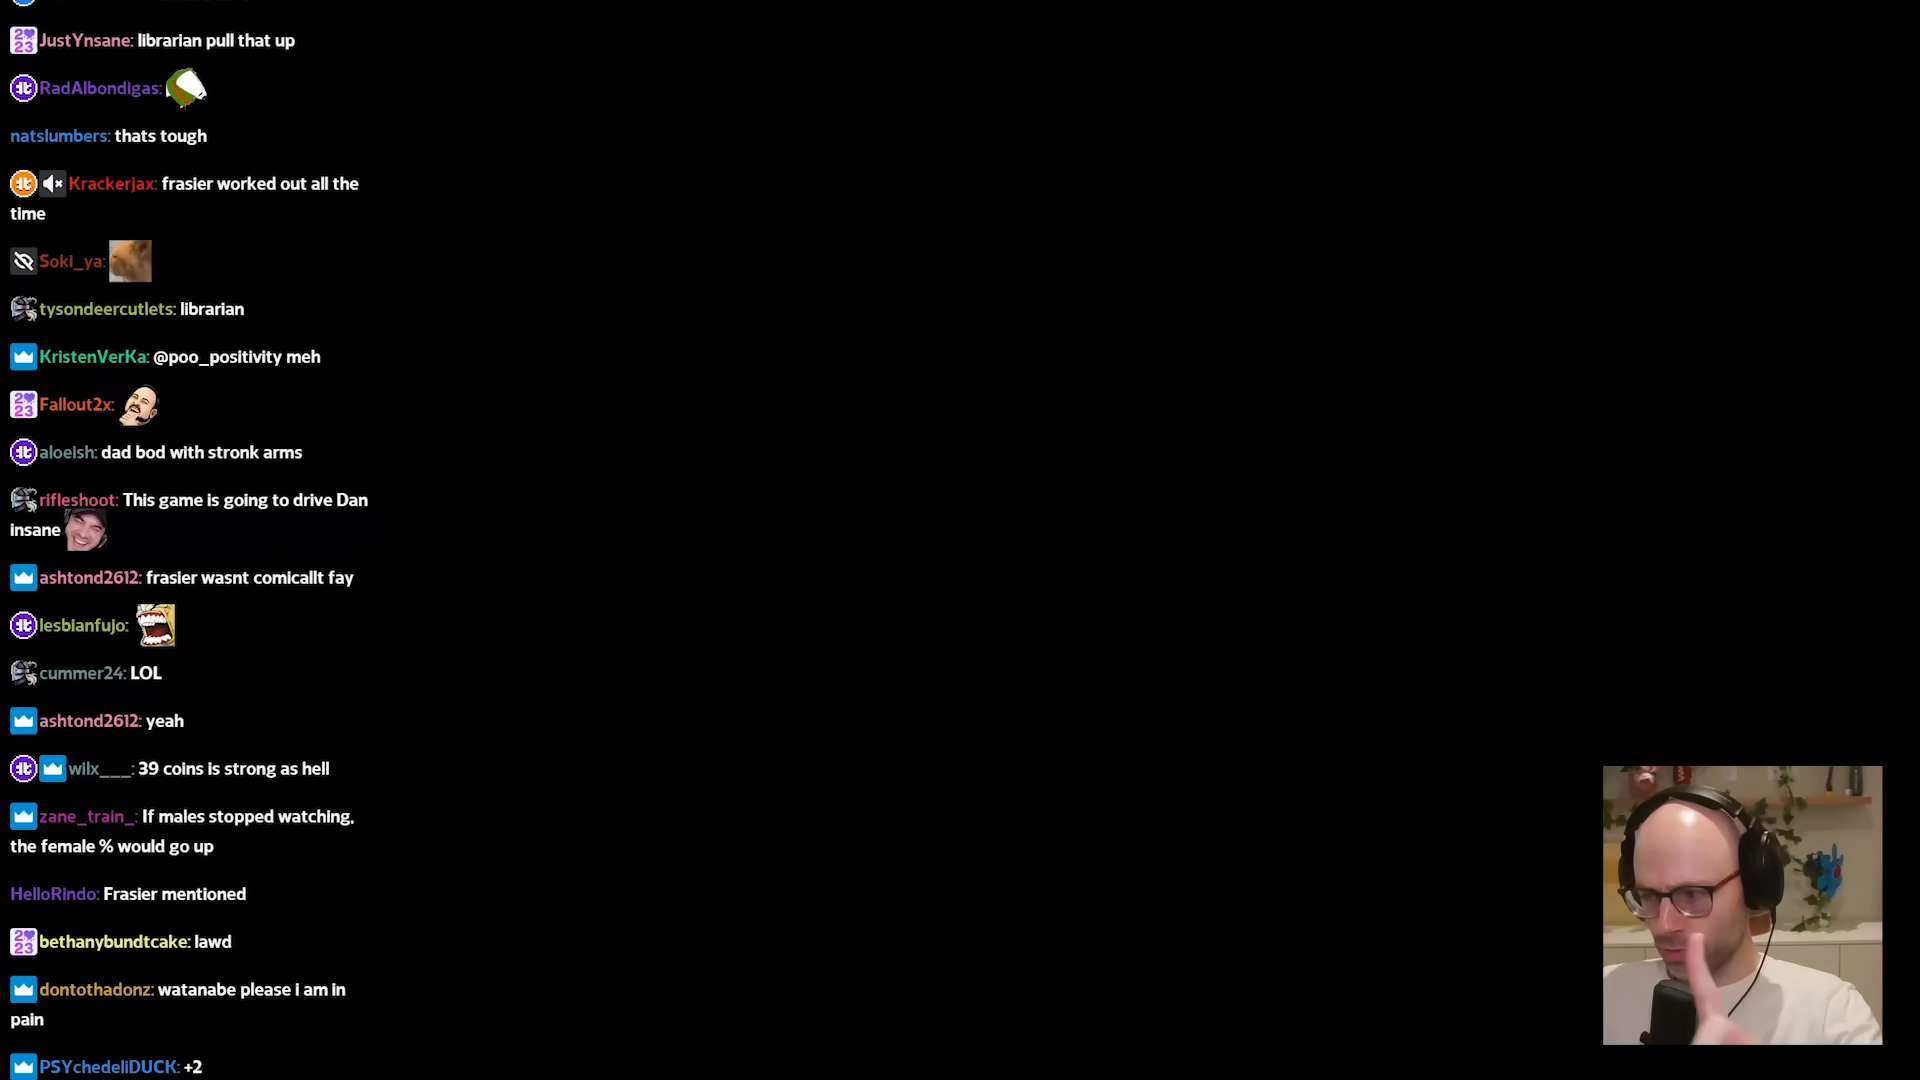 JustYnsane: librarian pull that up
RadAlbondigas:
natslumbers: thats tough
Krackerjax: frasier worked out all the
time
Soki_ya:
tysondeercutlets: librarian
KristenVerKa: @poo_positivity meh
Fallout2x:
aloeish: dad bod with stronk arms
rifleshoot: This game is going to drive Dan
insane
ashtond2612: frasier wasnt comicallt fay
lesbianfujo:
cummer24: LOL
ashtond2612: yeah
wilx___: 39 coins is strong as hell
zane_train_: If males stopped watching,
the female % would go up
HelloRindo: Frasier mentioned
bethanybundtcake: lawd
dontothadonz: watanabe please i am in
pain
PSYchedeliDUCK: +2